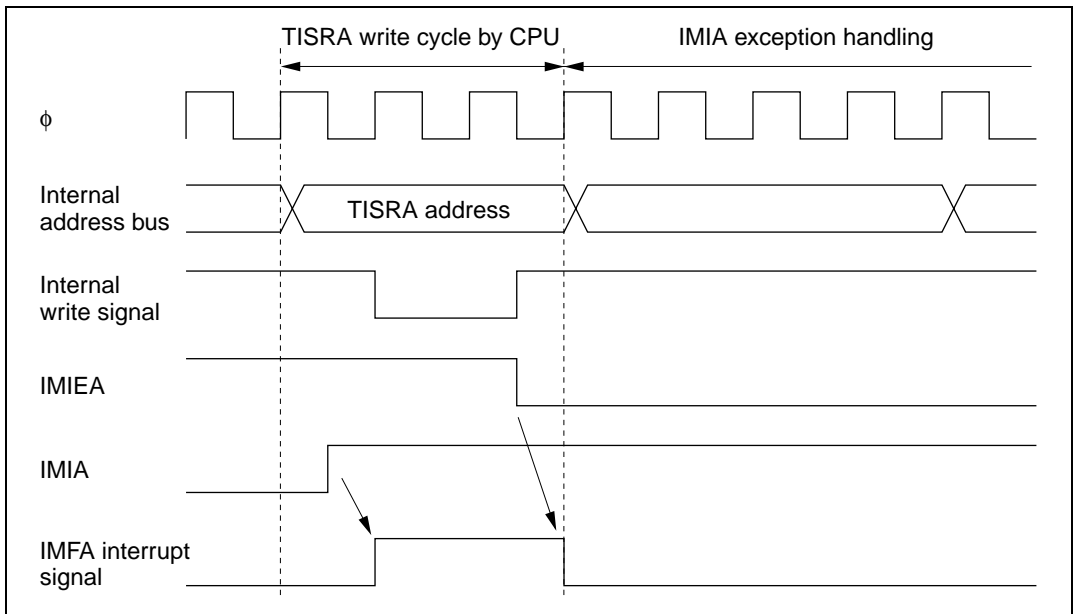 TISRA write cycle by CPU
IMIA exception handling
φ
Internal
address bus
TISRA address
Internal
write signal
IMIEA
IMIA
IMFA interrupt
signal